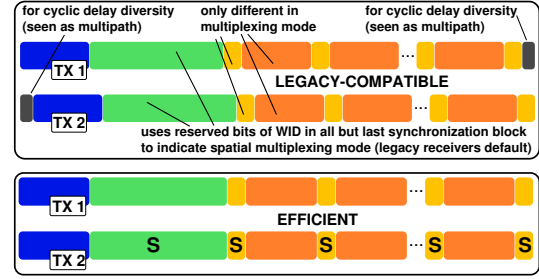 for cyclic delay diversity
(seen as multipath)
only different in
multiplexing mode
for cyclic delay diversity
(seen as multipath)
TX 1
...
LEGACY-COMPATIBLE
TX 2
...
uses reserved bits of WID in all but last synchronization block
to indicate spatial multiplexing mode (legacy receivers default)
TX 1
...
EFFICIENT
TX 2
S S S ... S S